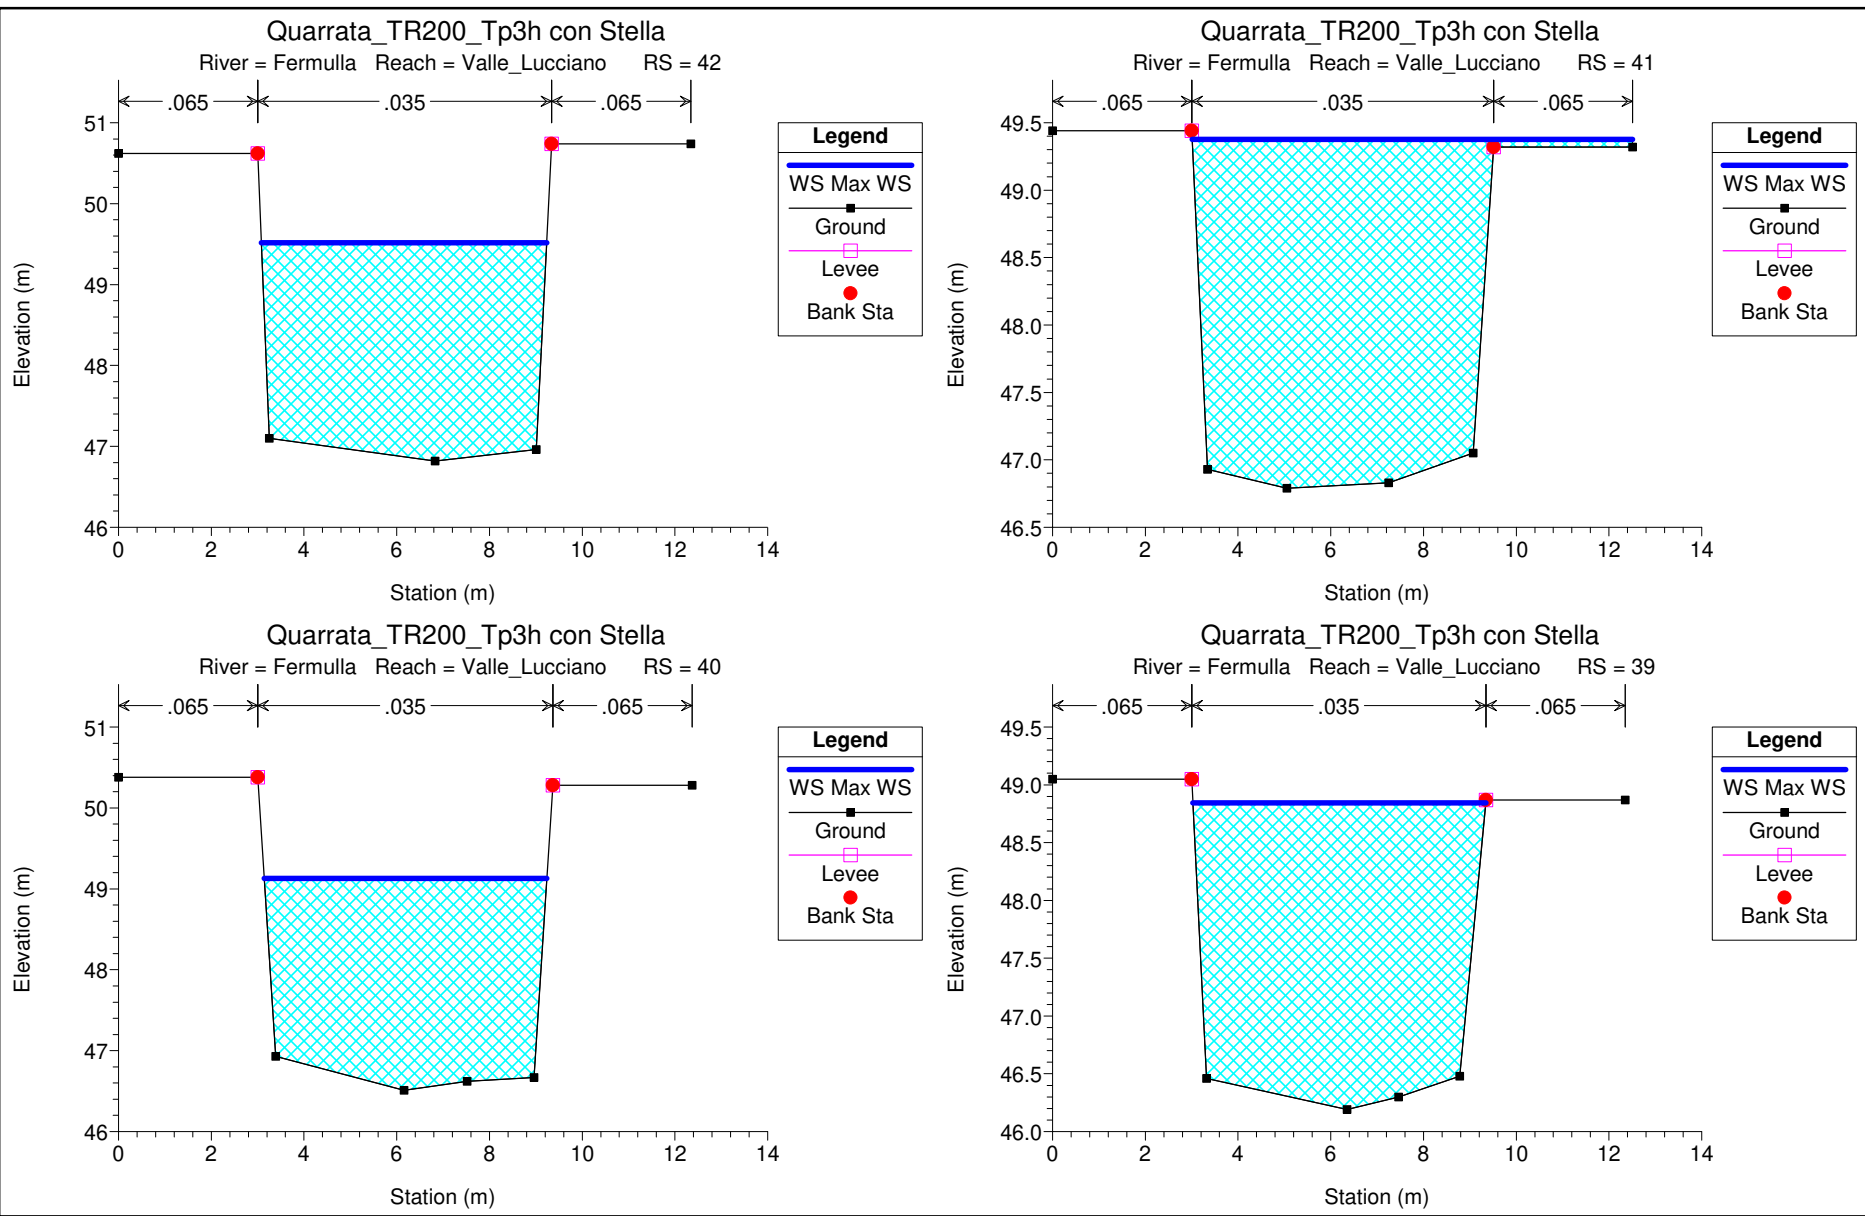 Quarrata_TR200_Tp3h con Stella
River = Fermulla Reach = Valle_Lucciano RS = 42
.065 .035 .065
51
50
49
48
47
46
0 2 4 6 8 10 12 14
Station (m)
Elevation (m)
Legend
WS Max WS
Ground
Levee
Bank Sta
Quarrata_TR200_Tp3h con Stella
River = Fermulla Reach = Valle_Lucciano RS = 41
.065 .035 .065
49.5
49.0
48.5
48.0
47.5
47.0
46.5
0 2 4 6 8 10 12 14
Station (m)
Elevation (m)
Legend
WS Max WS
Ground
Levee
Bank Sta
Quarrata_TR200_Tp3h con Stella
River = Fermulla Reach = Valle_Lucciano RS = 40
.065 .035 .065
51
50
49
48
47
46
0 2 4 6 8 10 12 14
Station (m)
Elevation (m)
Legend
WS Max WS
Ground
Levee
Bank Sta
Quarrata_TR200_Tp3h con Stella
River = Fermulla Reach = Valle_Lucciano RS = 39
.065 .035 .065
49.5
49.0
48.5
48.0
47.5
47.0
46.5
46.0
0 2 4 6 8 10 12 14
Station (m)
Elevation (m)
Legend
WS Max WS
Ground
Levee
Bank Sta